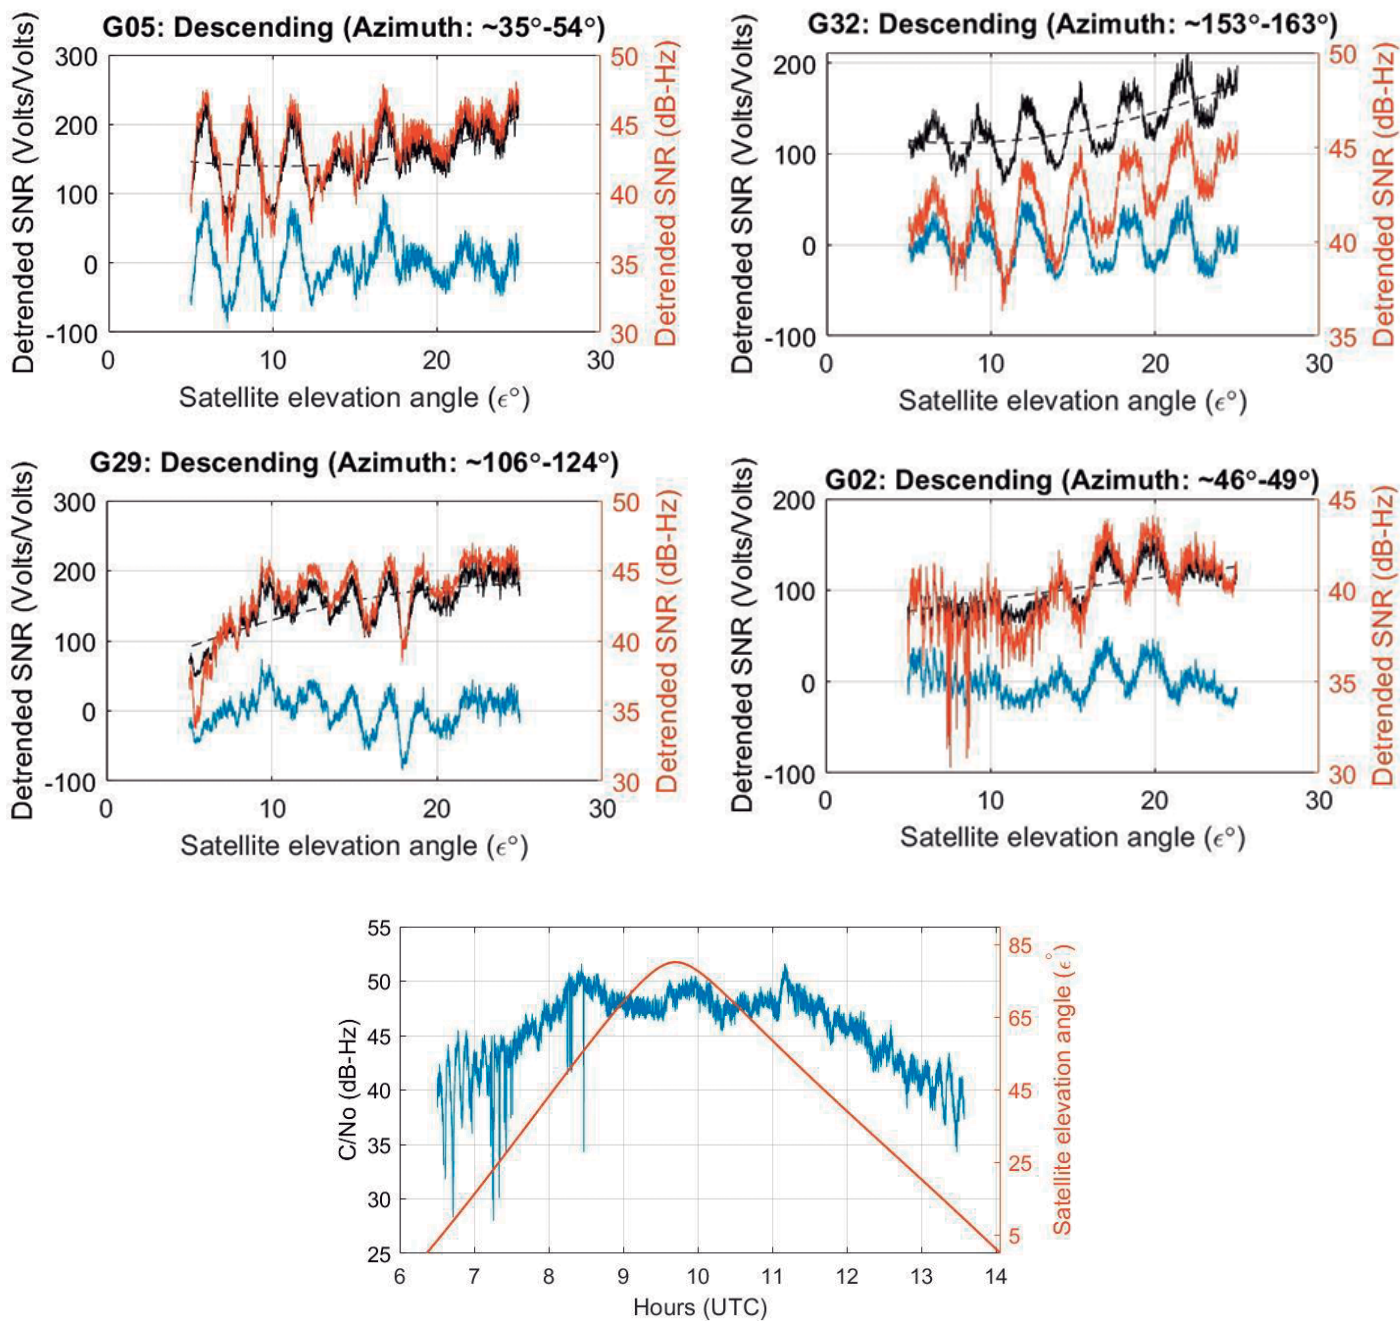 G05: Descending (Azimuth: ~35°-54°)
Detrended SNR (Volts/Volts)
300
200
100
0
-100
50
45
40
35
30
Detrended SNR (dB-Hz)
0 10 20 30
Satellite elevation angle (ϵ°)
G32: Descending (Azimuth: ~153°-163°)
Detrended SNR (Volts/Volts)
200
100
0
-100
50
45
40
35
Detrended SNR (dB-Hz)
0 10 20 30
Satellite elevation angle (ϵ°)
G29: Descending (Azimuth: ~106°-124°)
Detrended SNR (Volts/Volts)
300
200
100
0
-100
50
45
40
35
30
Detrended SNR (dB-Hz)
0 10 20 30
Satellite elevation angle (ϵ°)
G02: Descending (Azimuth: ~46°-49°)
Detrended SNR (Volts/Volts)
200
100
0
-100
45
40
35
30
Detrended SNR (dB-Hz)
0 10 20 30
Satellite elevation angle (ϵ°)
C/No (dB-Hz)
55
50
45
40
35
30
25
85
65
45
25
5
Satellite elevation angle (ϵ°)
6 7 8 9 10 11 12 13 14
Hours (UTC)